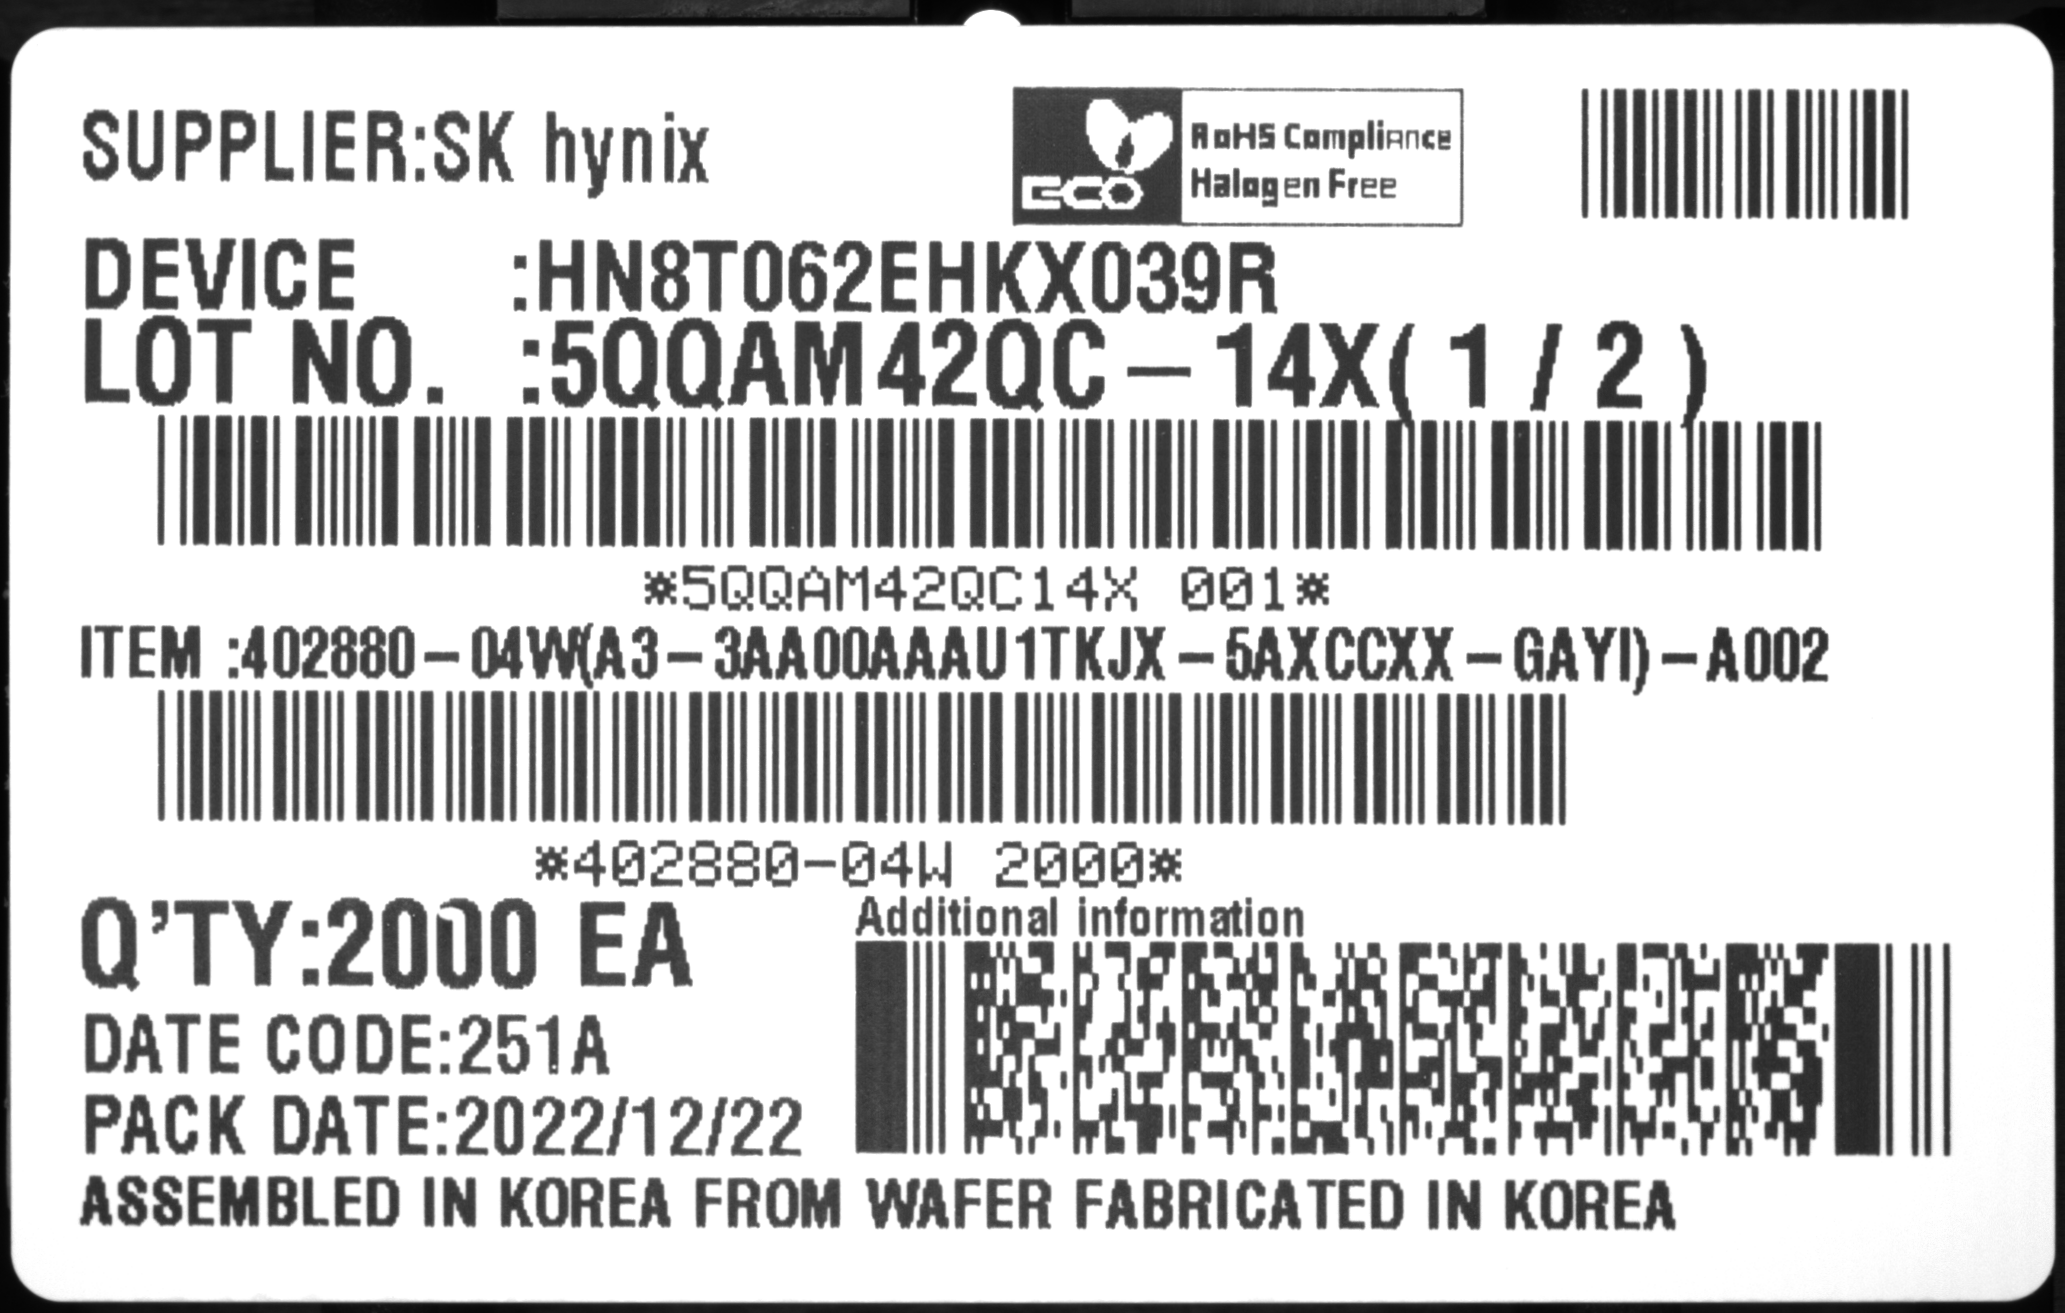 SUPPLIER:SK hynix
ECO
RoHS Compliance
Halogen Free
DEVICE :HN8T062EHKX039R
LOT NO. :5QQAM42QC-14X(1/2)
*5QQAM42QC14X 001*
ITEM :402880-04W(A3-3AA00AAAU1TKJX-5AXCCXX-GAYI)-A002
*402880-04W 2000*
Q'TY:2000 EA
Additional information
DATE CODE:251A
PACK DATE:2022/12/22
ASSEMBLED IN KOREA FROM WAFER FABRICATED IN KOREA